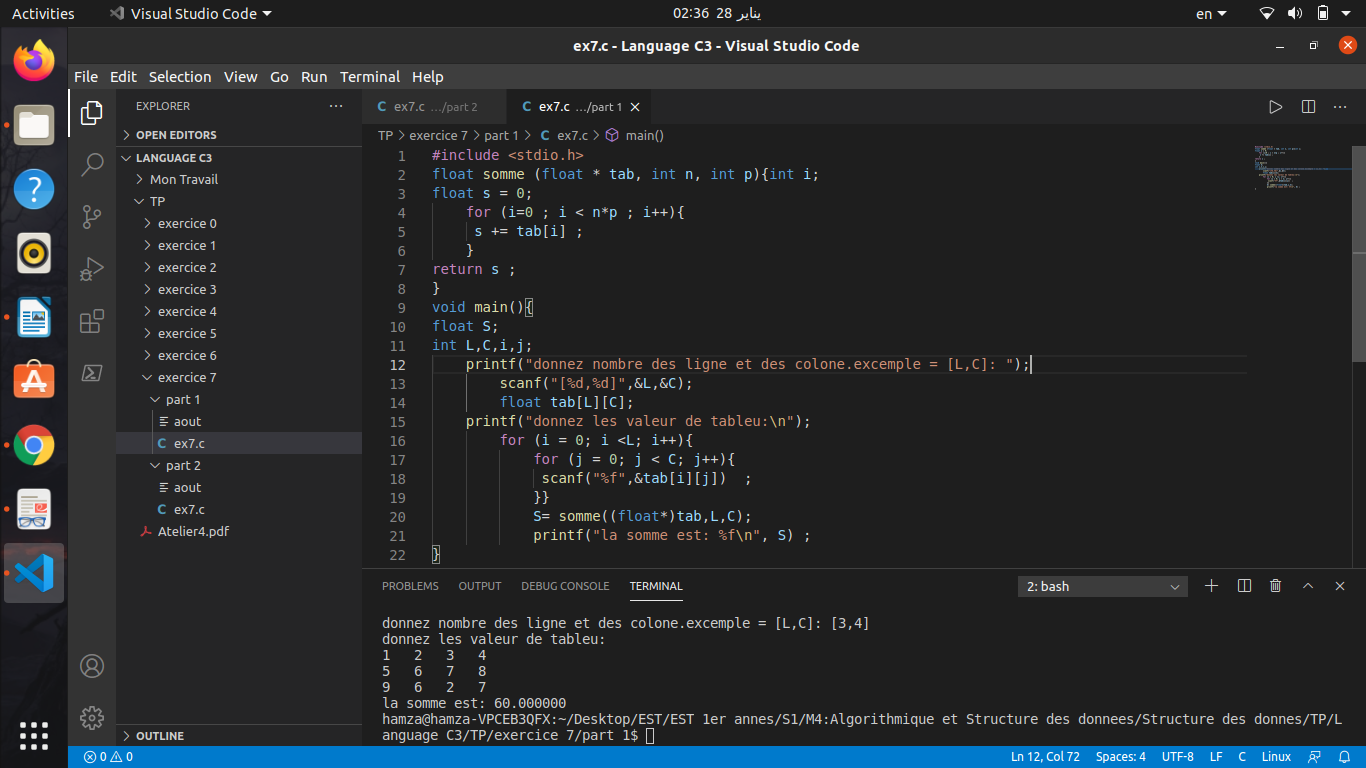 Activities Visual Studio Code 02:36 28 يناير en
ex7.c - Language C3 - Visual Studio Code
File Edit Selection View Go Run Terminal Help
EXPLORER
OPEN EDITORS
LANGUAGE C3
Mon Travail
TP
exercice 0
exercice 1
exercice 2
exercice 3
exercice 4
exercice 5
exercice 6
exercice 7
part 1
aout
C ex7.c
part 2
aout
C ex7.c
Atelier4.pdf
OUTLINE
C ex7.c .../part 2 C ex7.c .../part 1
TP > exercice 7 > part 1 > C ex7.c > main()
1 #include <stdio.h>
2 float somme (float * tab, int n, int p){int i;
3 float s = 0;
4 for (i=0 ; i < n*p ; i++){
5 s += tab[i] ;
6 }
7 return s ;
8 }
9 void main(){
10 float S;
11 int L,C,i,j;
12 printf("donnez nombre des ligne et des colone.excemple = [L,C]: ");
13 scanf("[%d,%d]",&L,&C);
14 float tab[L][C];
15 printf("donnez les valeur de tableu:\n");
16 for (i = 0; i <L; i++){
17 for (j = 0; j < C; j++){
18 scanf("%f",&tab[i][j]) ;
19 }}
20 S= somme((float*)tab,L,C);
21 printf("la somme est: %f\n", S) ;
22 }
PROBLEMS OUTPUT DEBUG CONSOLE TERMINAL 2: bash
donnez nombre des ligne et des colone.excemple = [L,C]: [3,4]
donnez les valeur de tableu:
1 2 3 4
5 6 7 8
9 6 2 7
la somme est: 60.000000
hamza@hamza-VPCEB3QFX:~/Desktop/EST/EST 1er annes/S1/M4:Algorithmique et Structure des donnees/Structure des donnes/TP/L
anguage C3/TP/exercice 7/part 1$
0 0 Ln 12, Col 72 Spaces: 4 UTF-8 LF C Linux